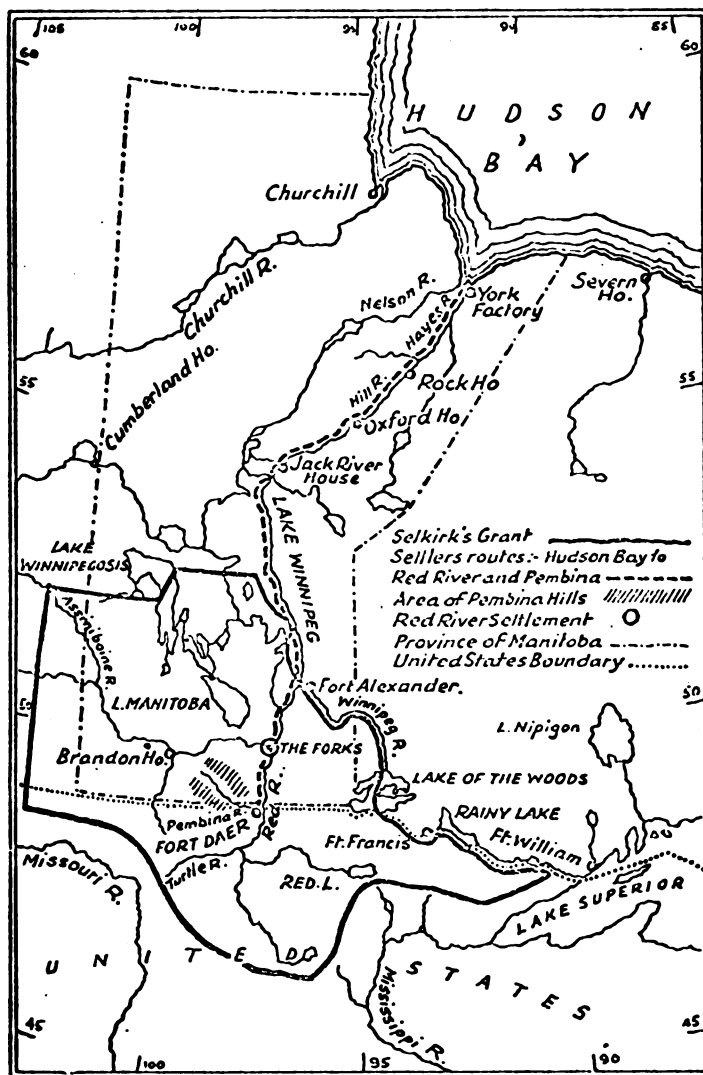 105 100 95 90 85
60 60
HUDSON
BAY
Churchill
Churchill R.
Nelson R.
York
Factory
Severn
Ho.
Hayes R.
55 55
Cumberland Ho.
Hill R.
Rock Ho
Oxford Ho.
Jack River
House
LAKE WINNIPEG
LAKE
WINNIPEGOSIS
Selkirk's Grant
Settlers routes:- Hudson Bay to
Red River and Pembina
Area of Pembina Hills
Red River Settlement
Province of Manitoba
United States Boundary
Assiniboine R.
L. MANITOBA
Fort Alexander.
Winnipeg R.
50 50
L. Nipigon
Brandon Ho.
THE FORKS
LAKE OF THE WOODS
Red R.
RAINY LAKE
Pembina R.
FORT DAER
Ft. Francis
Ft. William
Missouri R.
Turtle R.
RED. L.
LAKE SUPERIOR
UNITED
STATES
Mississippi R.
45 45
100 95 90